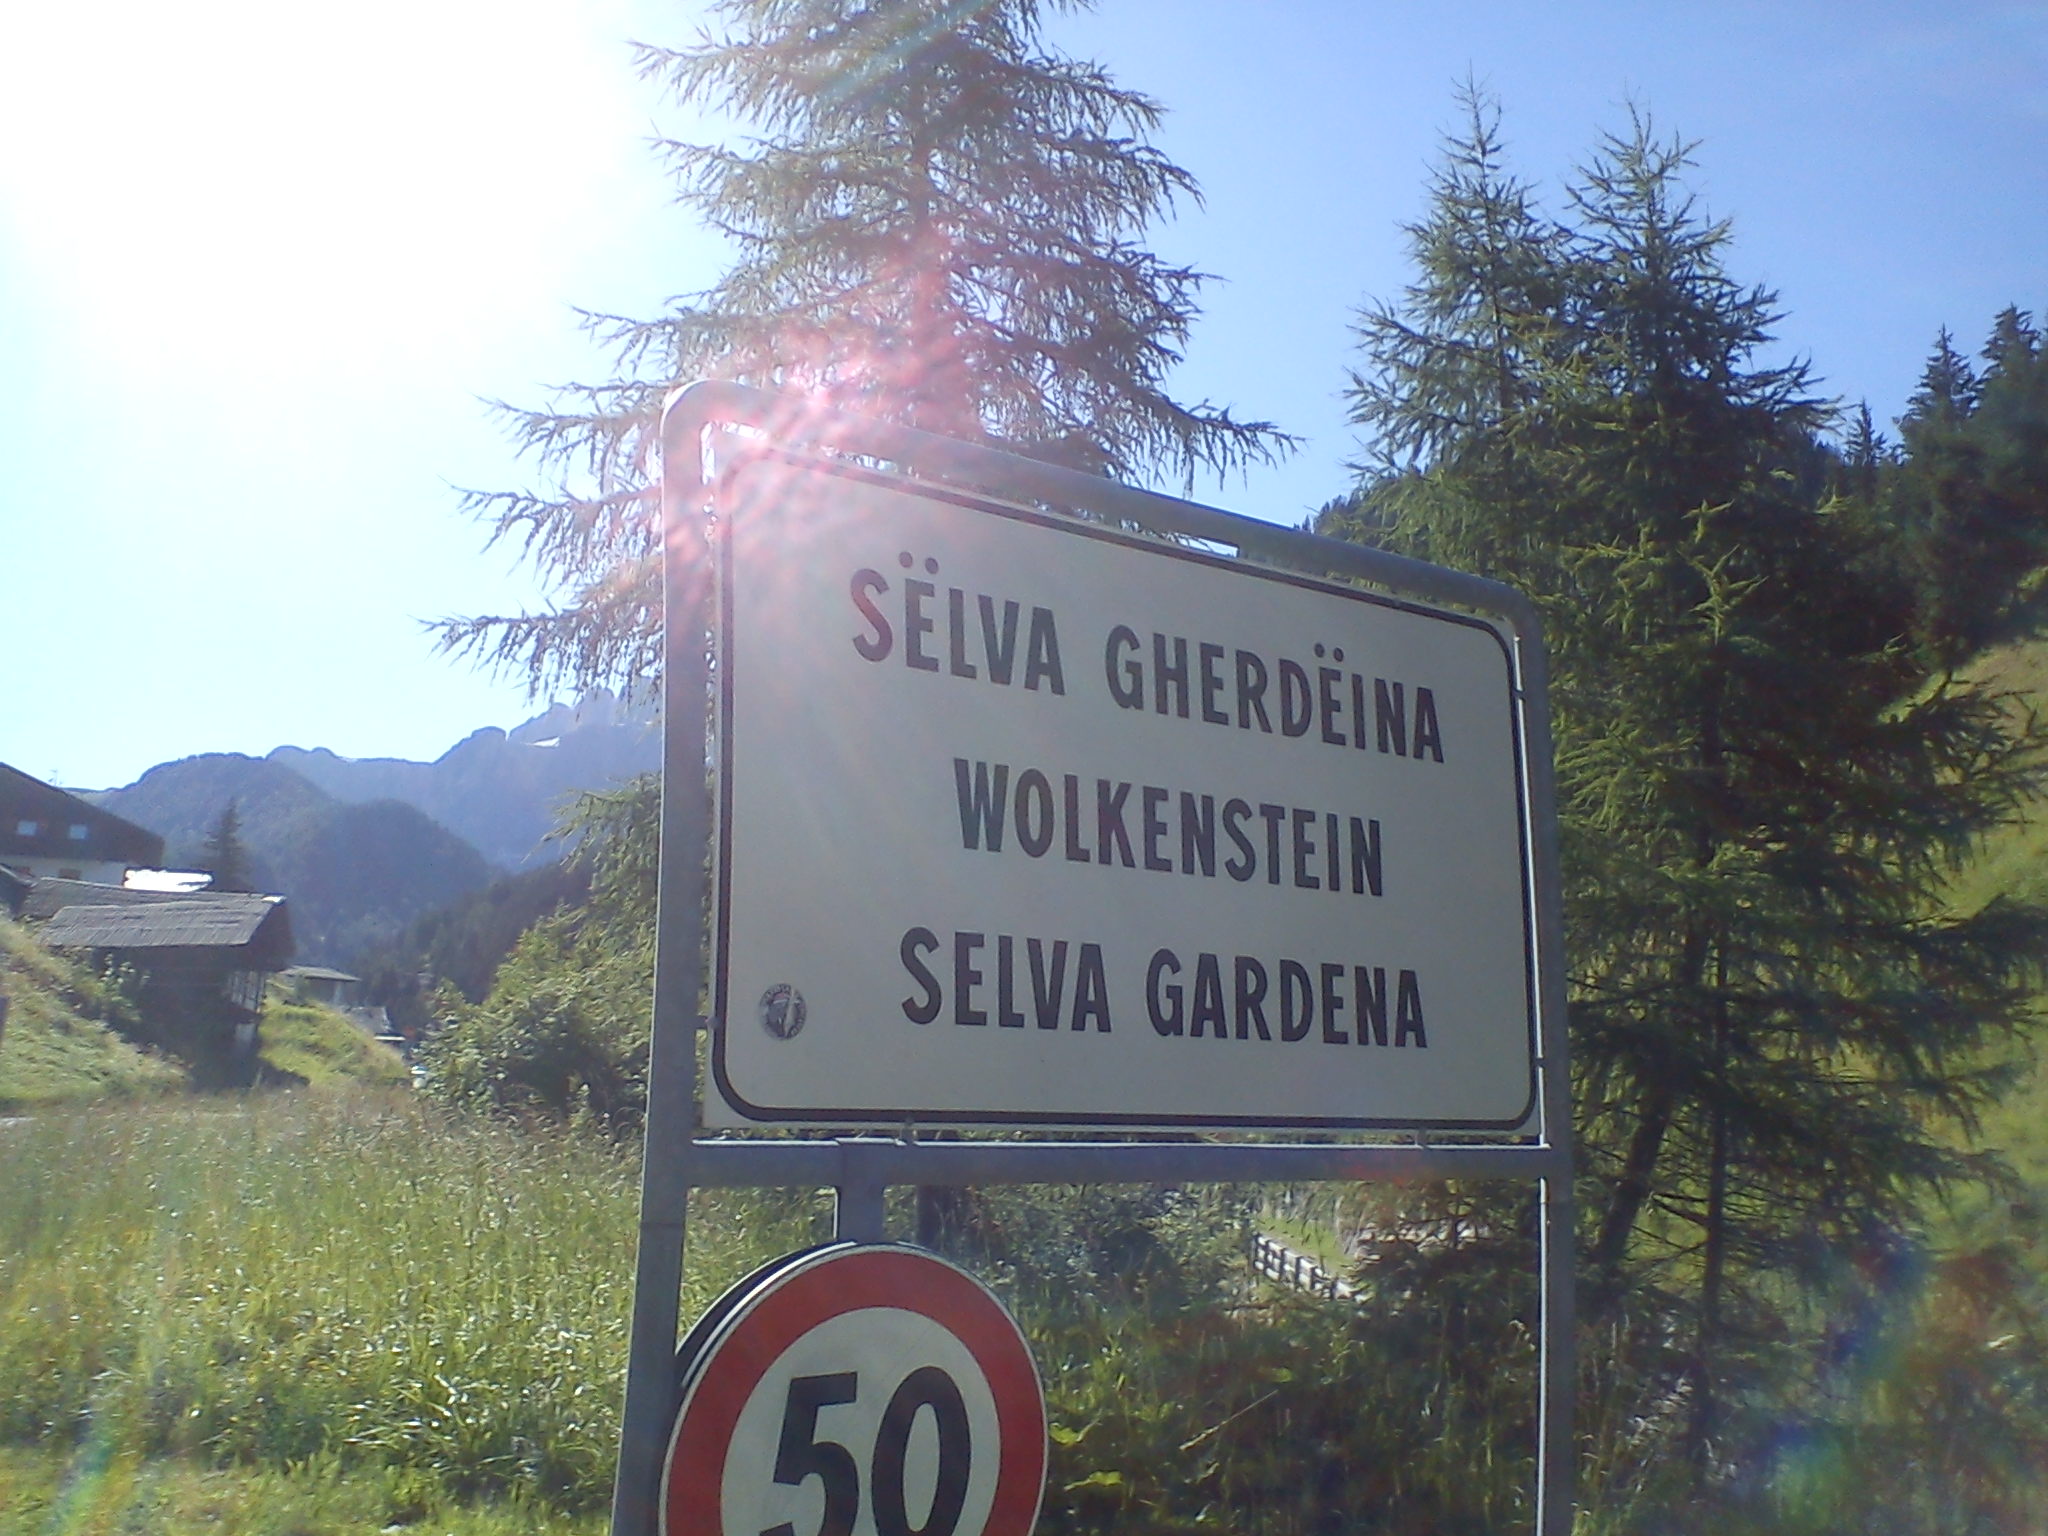 SËLVA GHERDËINA
WOLKENSTEIN
SELVA GARDENA
50